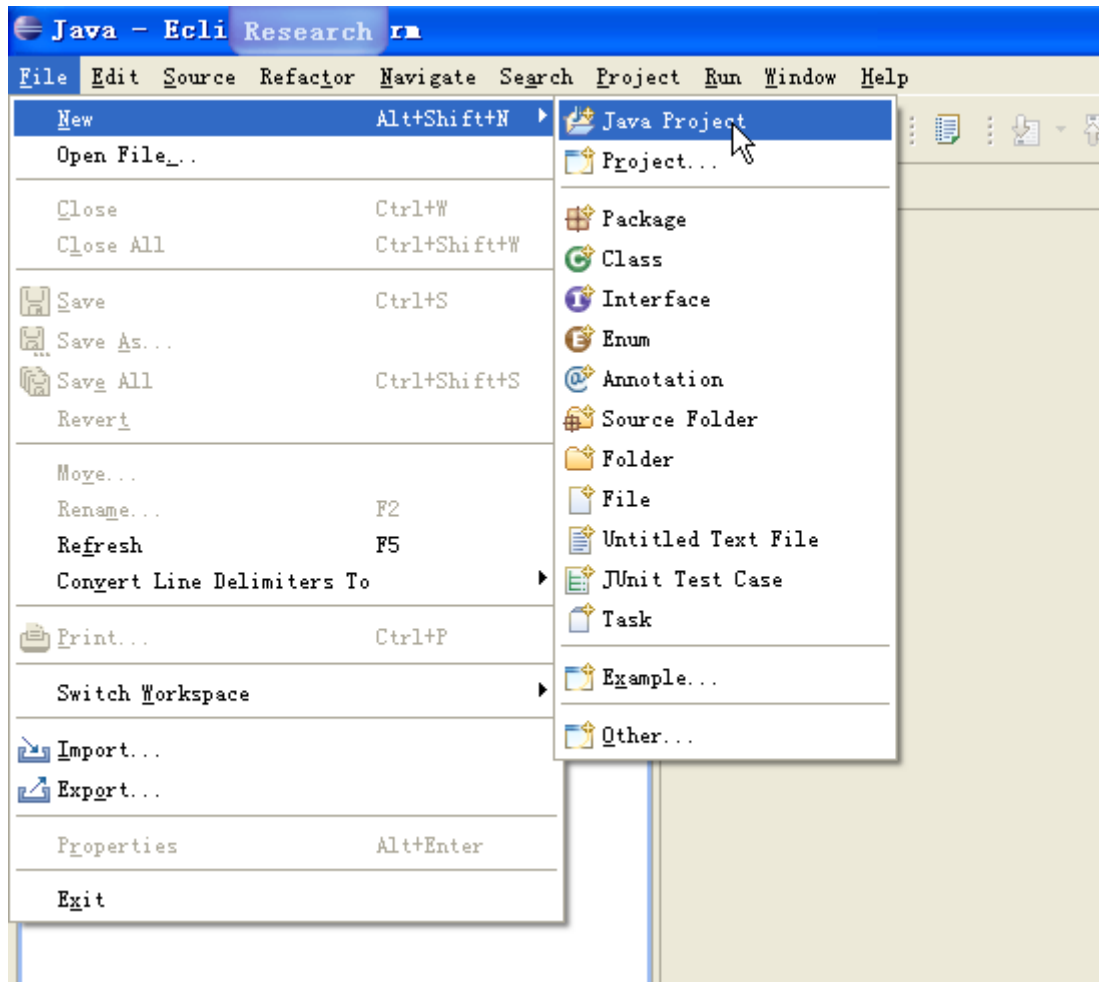 Java - Ecli Research rm
File Edit Source Refactor Navigate Search Project Run Window Help
New Alt+Shift+N
Open File...
Close Ctrl+W
Close All Ctrl+Shift+W
Save Ctrl+S
Save As...
Save All Ctrl+Shift+S
Revert
Move...
Rename... F2
Refresh F5
Convert Line Delimiters To
Print... Ctrl+P
Switch Workspace
Import...
Export...
Properties Alt+Enter
Exit
Java Project
Project...
Package
Class
Interface
Enum
Annotation
Source Folder
Folder
File
Untitled Text File
JUnit Test Case
Task
Example...
Other...